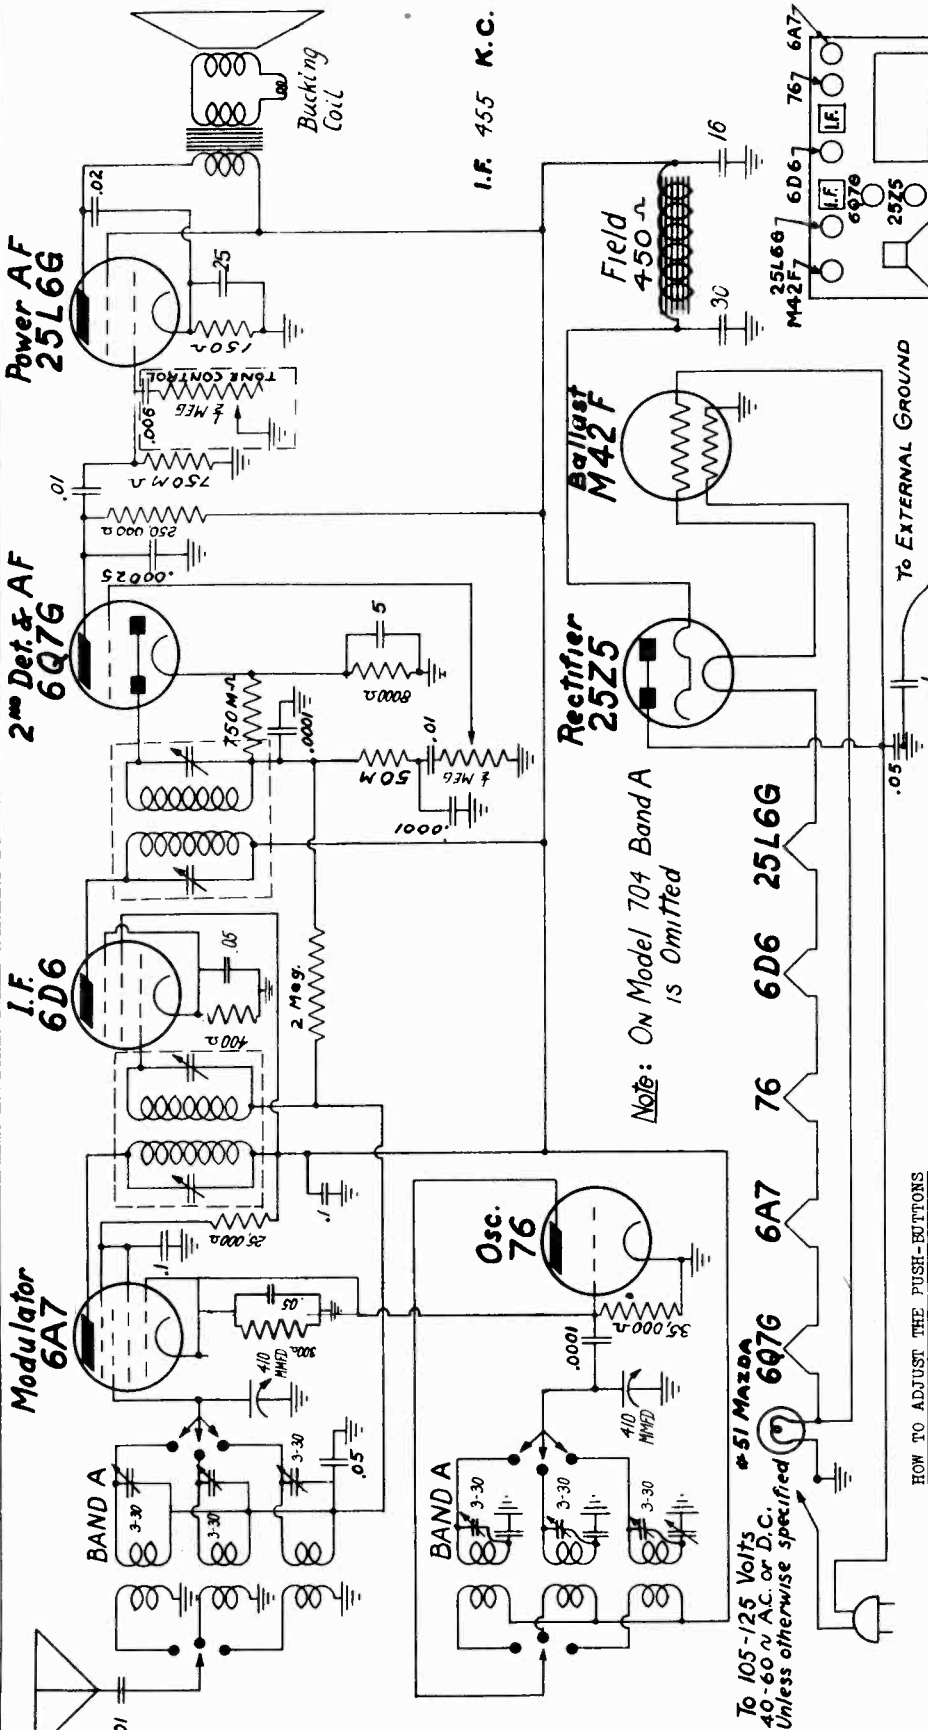 Modulator
6A7
I.F.
6D6
2ND Det. & AF
6Q7G
Power AF
25L6G
Bucking
Coil
I.F. 455 K.C.
BAND A
3-30
3-30
3-30
.05
410
MMFD
300Ω
.05
.1
25,000Ω
.1
400Ω
.05
2 Meg.
750M Ω
.0001
50M
.0001
.01
½ MEG
8000Ω
5
.00025
250,000Ω
.01
750MΩ
.006
TONE CONTROL
½ MEG
150Ω
25
.02
BAND A
3-30
3-30
3-30
410
MMFD
.0001
35,000Ω
Osc.
76
Note: ON Model 704 Band A
is Omitted
Rectifier
25Z5
Ballast
M42F
Field
450Ω
30
16
To 105-125 Volts
40-60∿ A.C. or D.C.
Unless otherwise specified
#51 MAZDA
6Q7G
6A7
76
6D6
25L6G
.05
To EXTERNAL GROUND
M42F
25L6G
6D6
76
6A7
I.F.
I.F.
6Q7G
25Z5
HOW TO ADJUST THE PUSH-BUTTONS